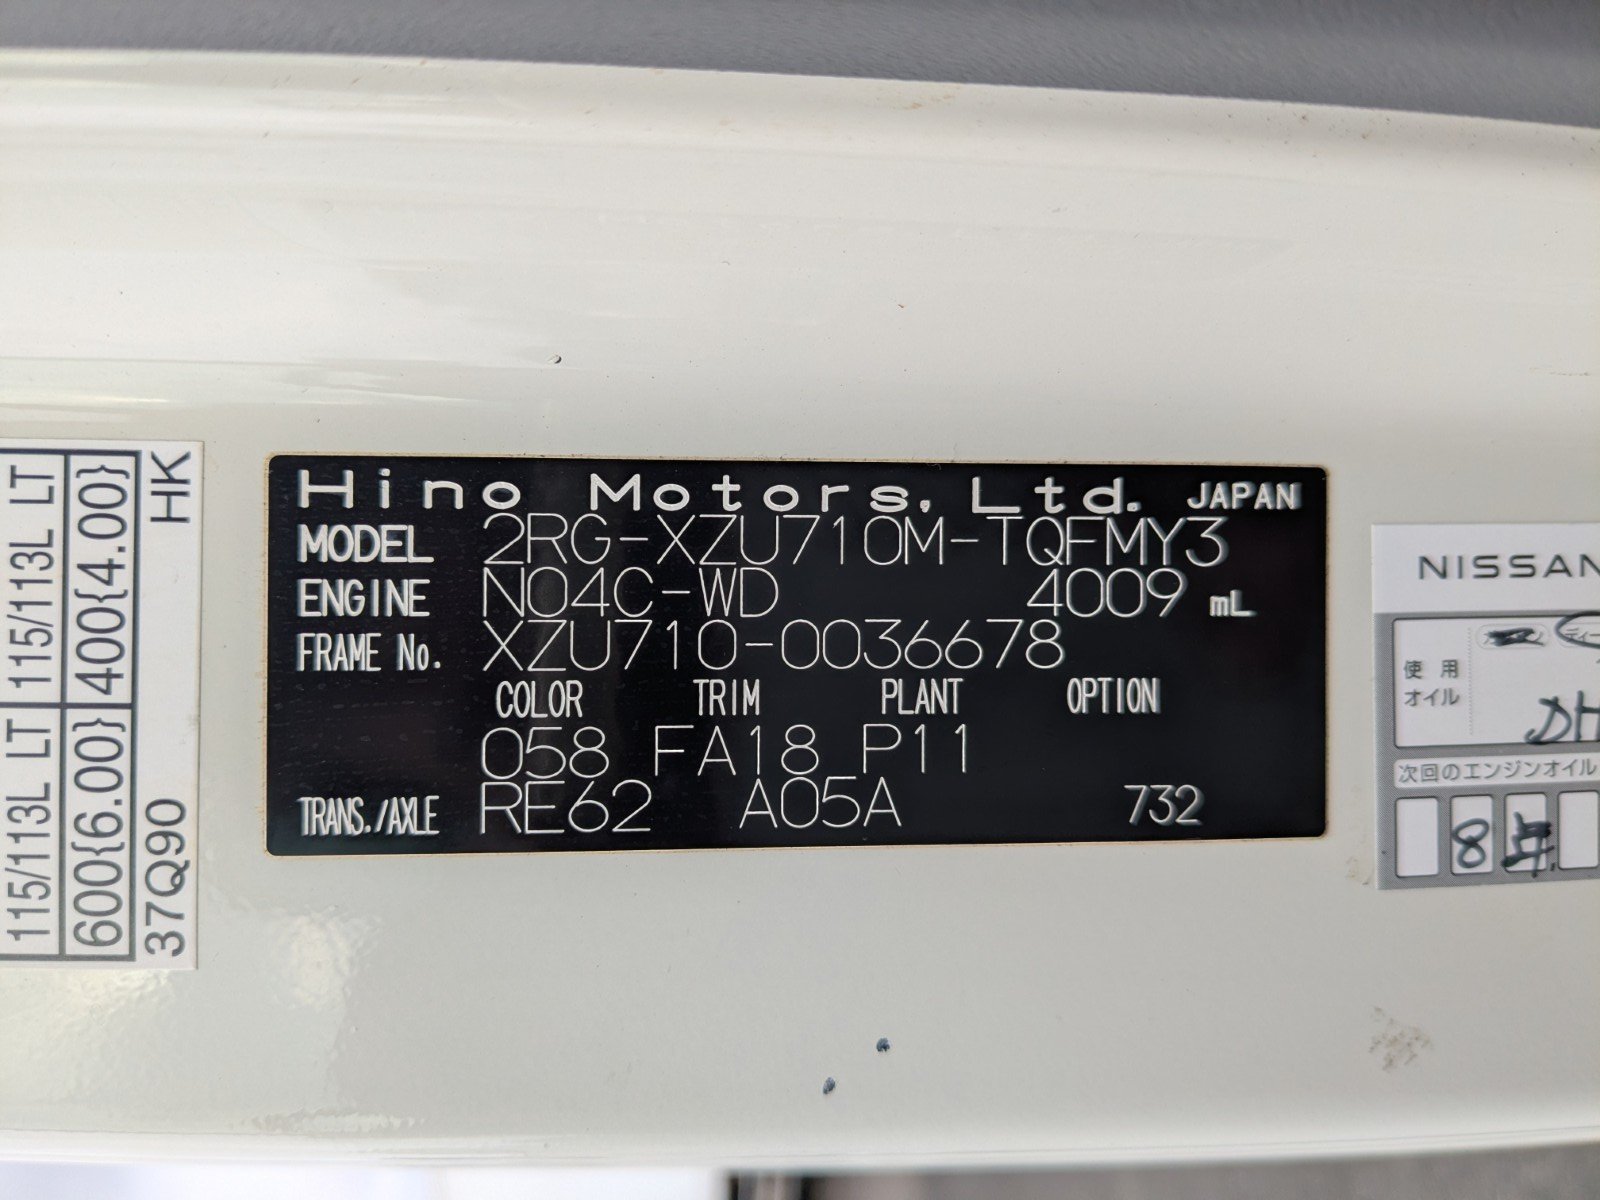 Hino Motors, Ltd. JAPAN
MODEL 2RG-XZU710M-TQFMY3
ENGINE N04C-WD 4009 mL
FRAME No. XZU710-0036678
COLOR TRIM PLANT OPTION
058 FA18 P11
TRANS./AXLE RE62 A05A 732
115/113L LT 115/113L LT
600{6.00} 400{4.00}
37Q90 HK
NISSAN
使用
オイル
DH
次回のエンジンオイル
8年